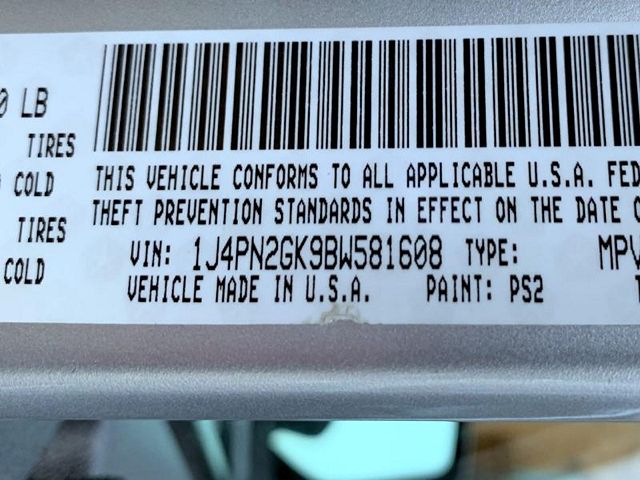 0 LB
TIRES
COLD
TIRES
COLD
THIS VEHICLE CONFORMS TO ALL APPLICABLE U.S.A. FED
THEFT PREVENTION STANDARDS IN EFFECT ON THE DATE O
VIN: 1J4PN2GK9BW581608 TYPE: MPV
VEHICLE MADE IN U.S.A. PAINT: PS2